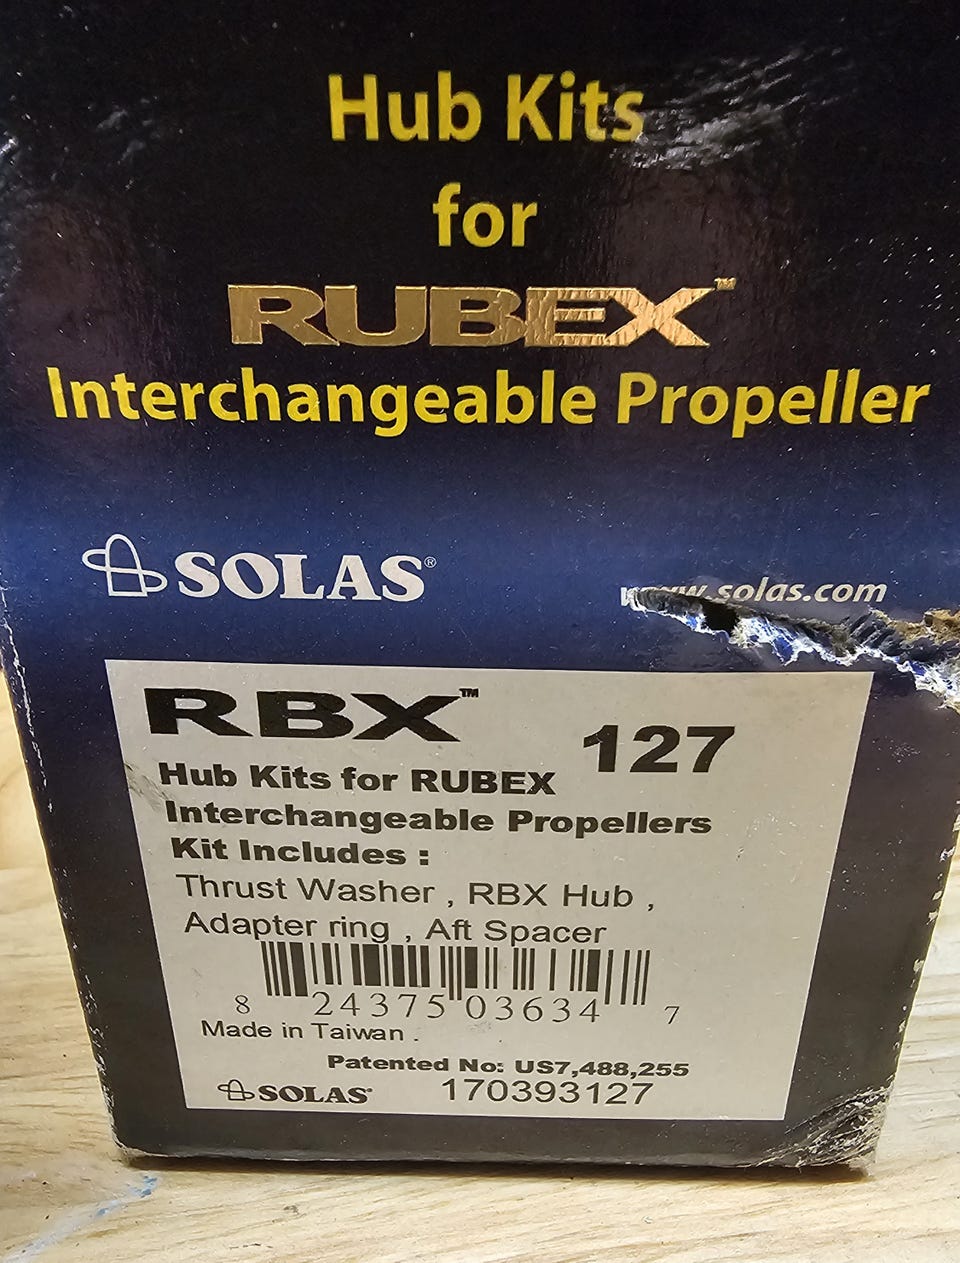 Hub Kits
for
RUBEX™
Interchangeable Propeller
SOLAS®
www.solas.com
RBX™ 127
Hub Kits for RUBEX
Interchangeable Propellers
Kit Includes :
Thrust Washer , RBX Hub ,
Adapter ring , Aft Spacer
8 24375 03634 7
Made in Taiwan .
Patented No: US7,488,255
SOLAS® 170393127